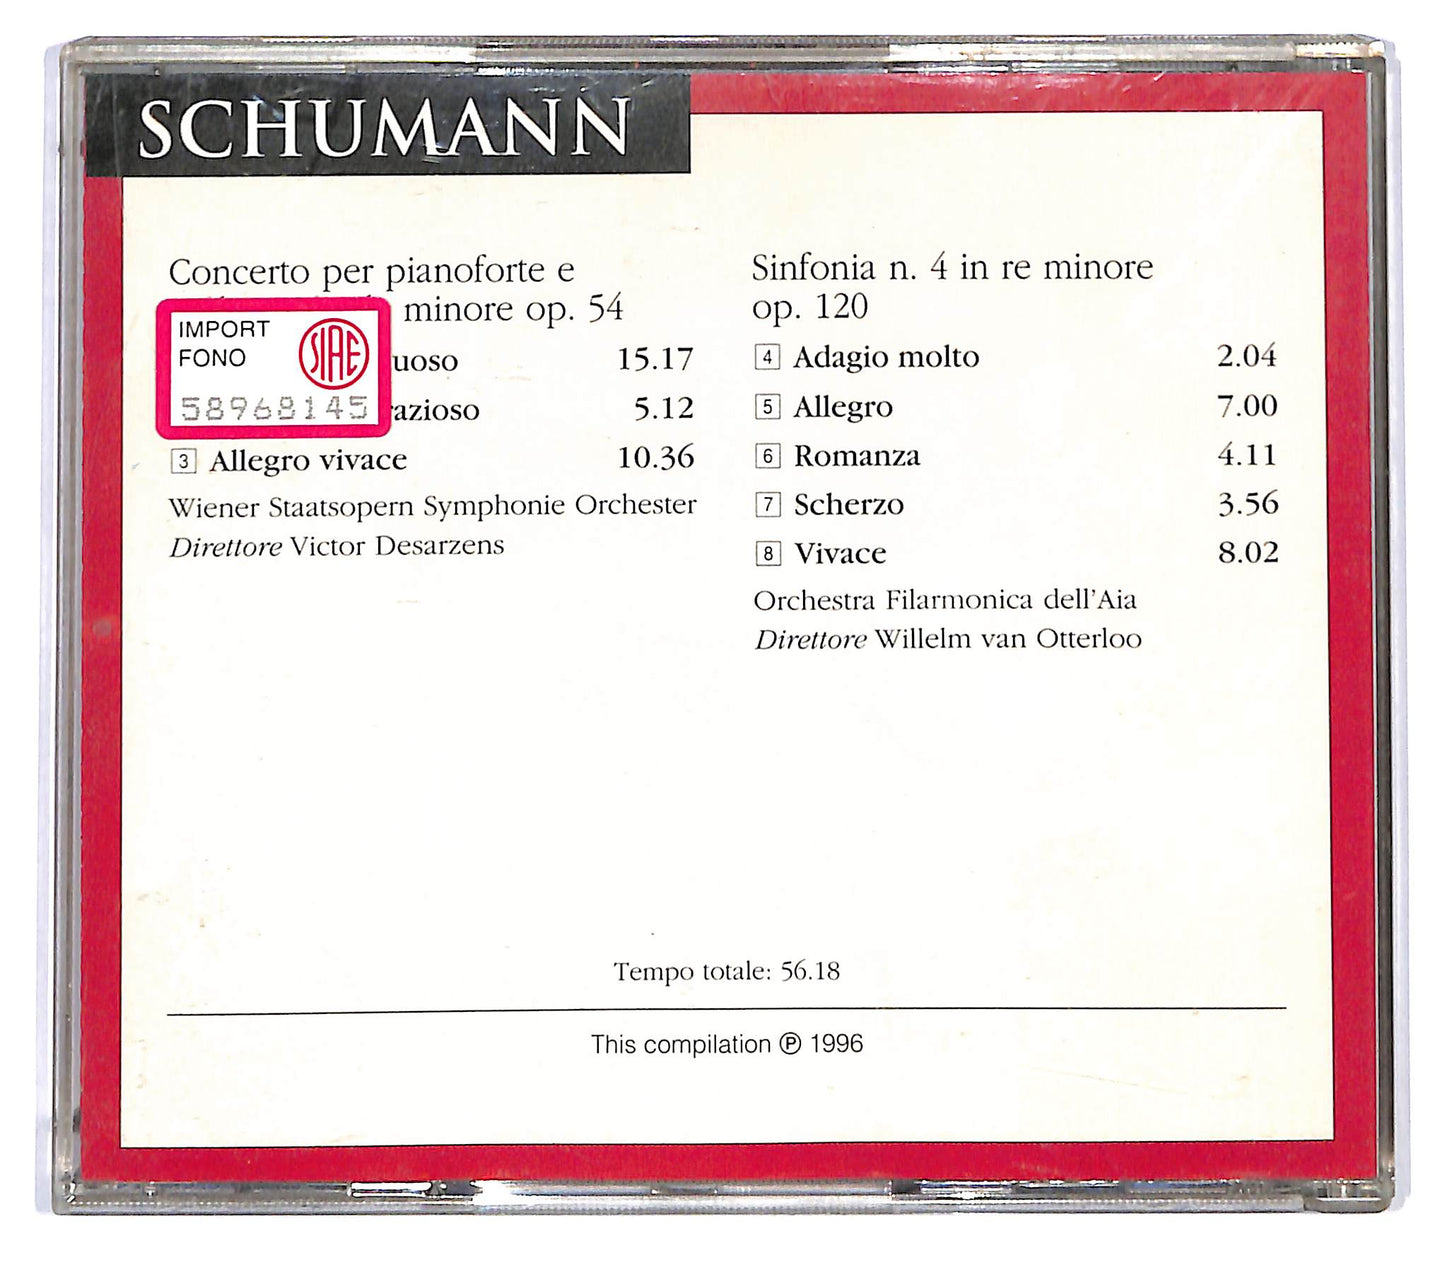 SCHUMANN
Concerto per pianoforte e
minore op. 54
IMPORT
FONO
SIAE
58968145
uoso 15.17
razioso 5.12
3 Allegro vivace 10.36
Wiener Staatsopern Symphonie Orchester
Direttore Victor Desarzens
Sinfonia n. 4 in re minore
op. 120
4 Adagio molto 2.04
5 Allegro 7.00
6 Romanza 4.11
7 Scherzo 3.56
8 Vivace 8.02
Orchestra Filarmonica dell'Aia
Direttore Willelm van Otterloo
Tempo totale: 56.18
This compilation ℗ 1996